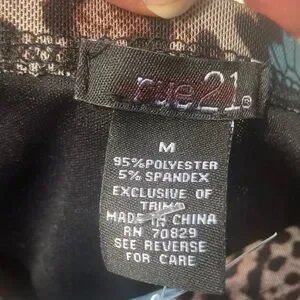 rue21®
M
95% POLYESTER
5% SPANDEX
EXCLUSIVE OF
TRIMS
MADE IN CHINA
RN 70829
SEE REVERSE
FOR CARE